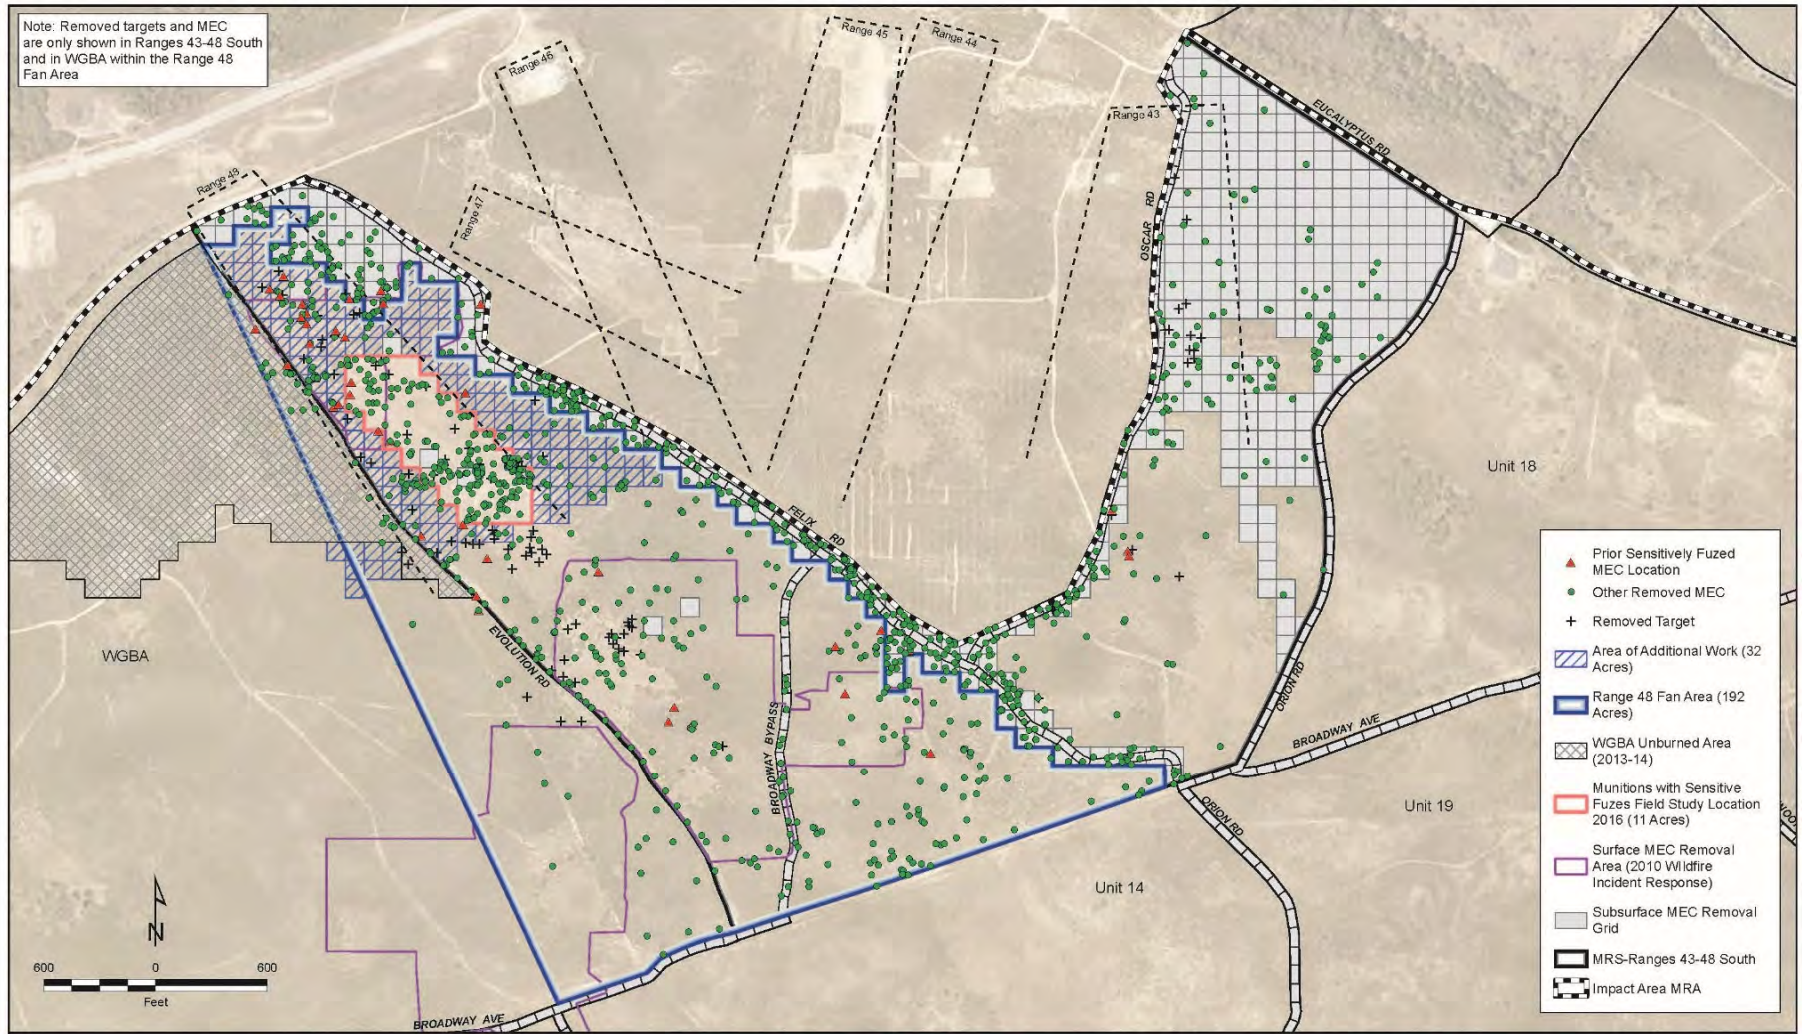 Note: Removed targets and MEC
are only shown in Ranges 43-48 South
and in WGBA within the Range 48
Fan Area
Range 46
Range 45
Range 44
Range 43
EUCALYPTUS RD
Range 48
Range 47
OSCAR RD
FELIX RD
Unit 18
WGBA
EVOLUTION RD
BROADWAY BYPASS
ORION RD
BROADWAY AVE
Unit 19
ORION RD
Unit 14
BROADWAY AVE
N
600 0 600
Feet
Prior Sensitively Fuzed
MEC Location
Other Removed MEC
Removed Target
Area of Additional Work (32
Acres)
Range 48 Fan Area (192
Acres)
WGBA Unburned Area
(2013-14)
Munitions with Sensitive
Fuzes Field Study Location
2016 (11 Acres)
Surface MEC Removal
Area (2010 Wildfire
Incident Response)
Subsurface MEC Removal
Grid
MRS-Ranges 43-48 South
Impact Area MRA